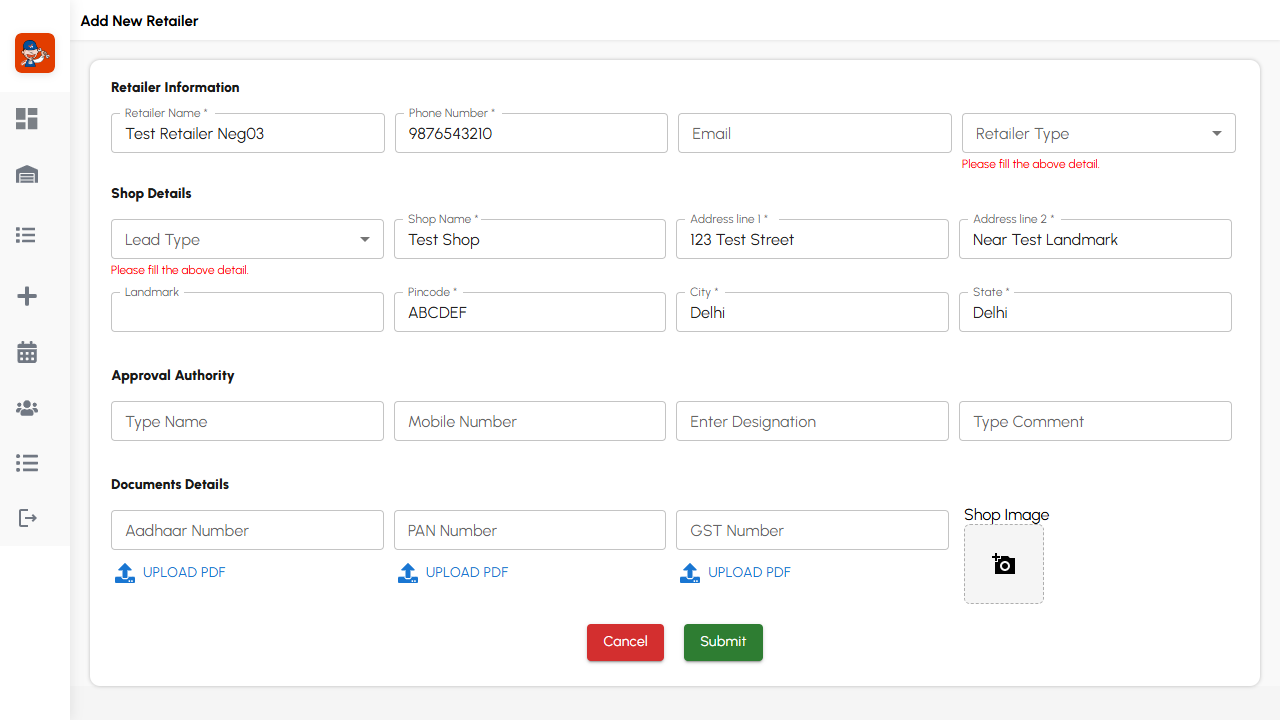 Add New Retailer
Retailer Information
Retailer Name *
Test Retailer Neg03
Phone Number *
9876543210
Email
Retailer Type
Please fill the above detail.
Shop Details
Lead Type
Please fill the above detail.
Shop Name *
Test Shop
Address line 1 *
123 Test Street
Address line 2 *
Near Test Landmark
Landmark
Pincode *
ABCDEF
City *
Delhi
State *
Delhi
Approval Authority
Type Name
Mobile Number
Enter Designation
Type Comment
Documents Details
Aadhaar Number
PAN Number
GST Number
Shop Image
UPLOAD PDF
UPLOAD PDF
UPLOAD PDF
Cancel
Submit